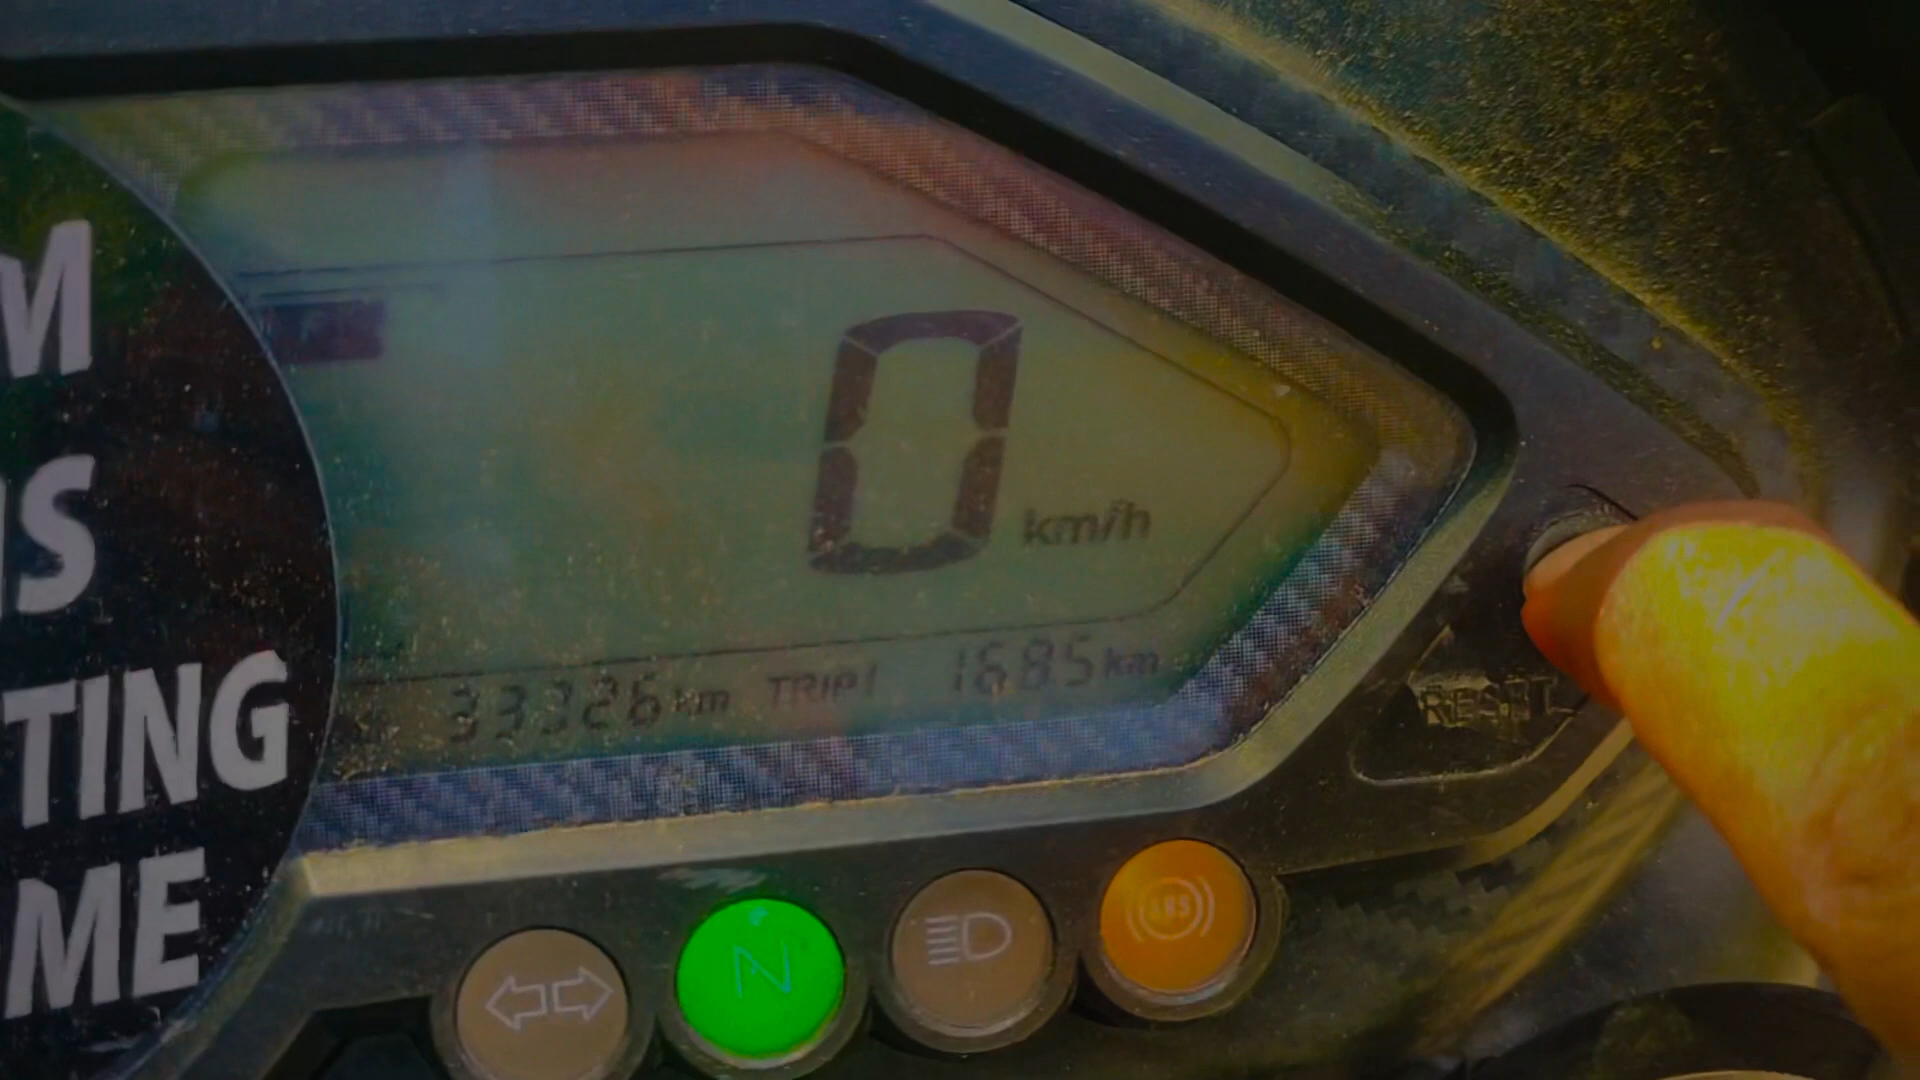 M
IS
TING
ME
0 km/h
33326 km TRIP1 168.5 km
RESET
N
ABS